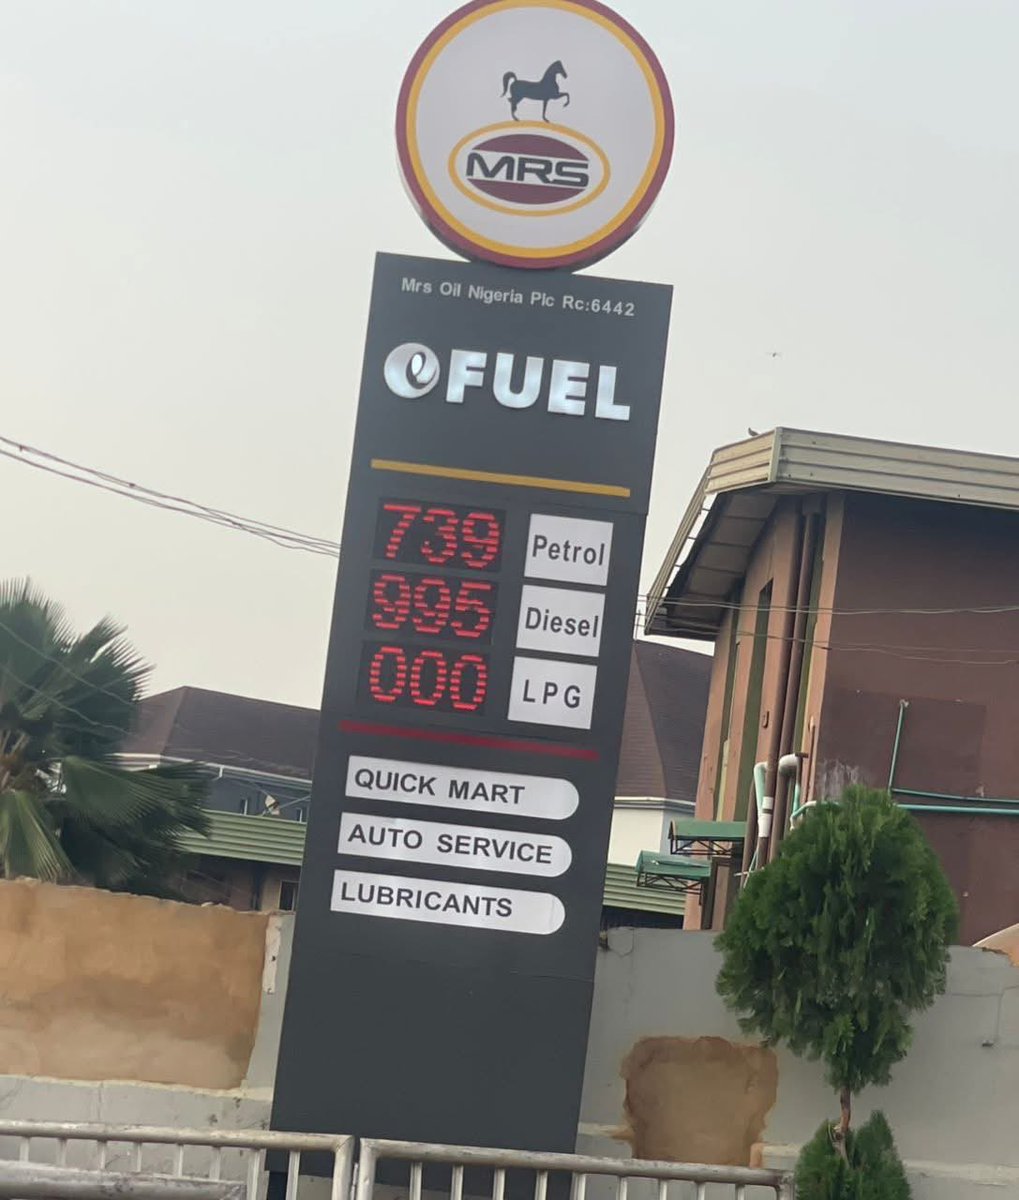 MRS
Mrs Oil Nigeria Plc Rc:6442
e FUEL
739 Petrol
995 Diesel
000 LPG
QUICK MART
AUTO SERVICE
LUBRICANTS